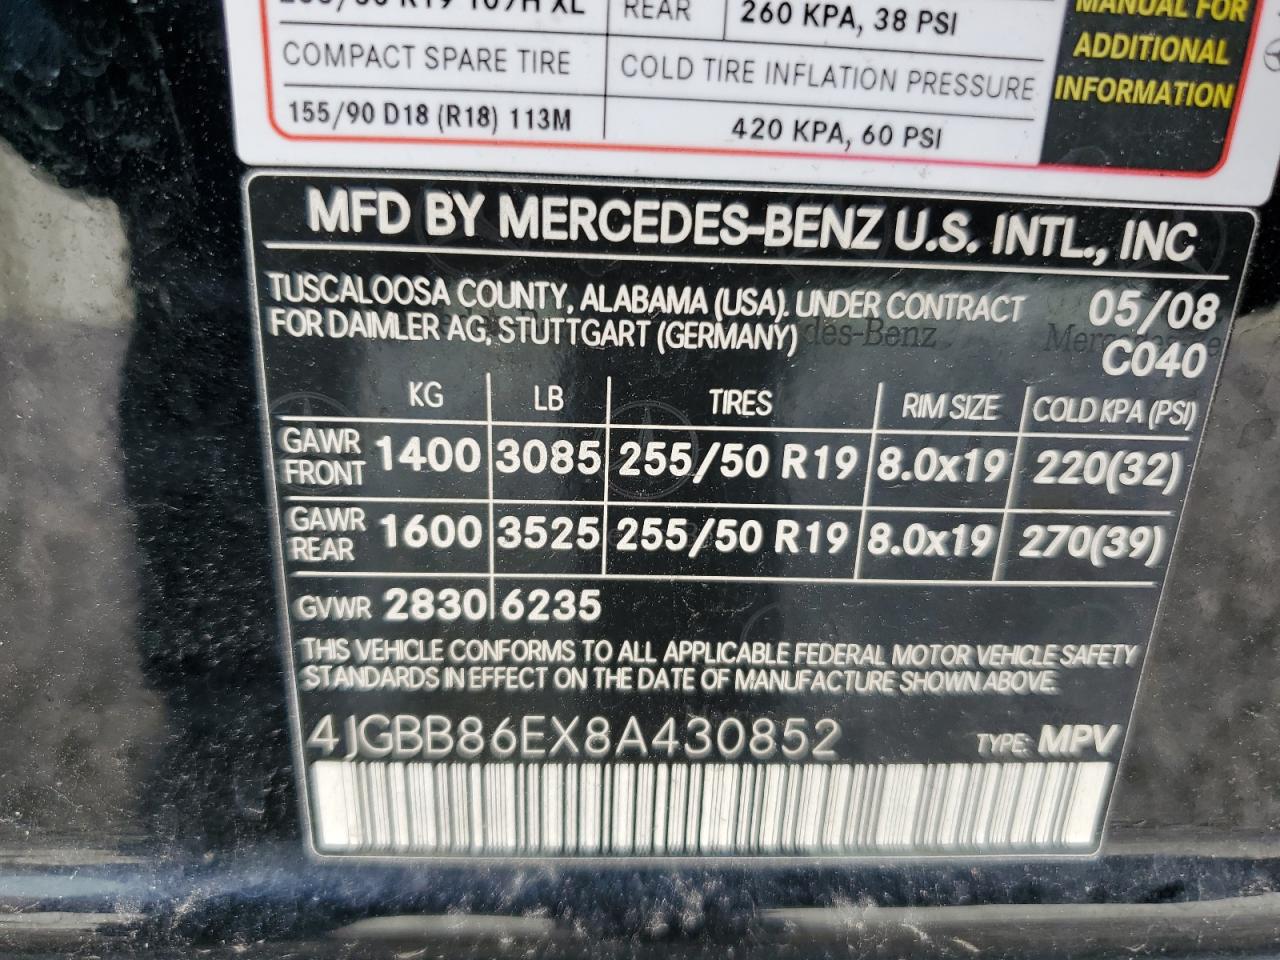 REAR 260 KPA, 38 PSI
MANUAL FOR
ADDITIONAL
INFORMATION
COMPACT SPARE TIRE COLD TIRE INFLATION PRESSURE
155/90 D18 (R18) 113M 420 KPA, 60 PSI
MFD BY MERCEDES-BENZ U.S. INTL., INC
TUSCALOOSA COUNTY, ALABAMA (USA). UNDER CONTRACT 05/08
FOR DAIMLER AG, STUTTGART (GERMANY)
C040
KG LB TIRES RIM SIZE COLD KPA (PSI)
GAWR FRONT 1400 3085 255/50 R19 8.0x19 220(32)
GAWR REAR 1600 3525 255/50 R19 8.0x19 270(39)
GVWR 2830 6235
THIS VEHICLE CONFORMS TO ALL APPLICABLE FEDERAL MOTOR VEHICLE SAFETY
STANDARDS IN EFFECT ON THE DATE OF MANUFACTURE SHOWN ABOVE.
4JGBB86EX8A430852 TYPE: MPV